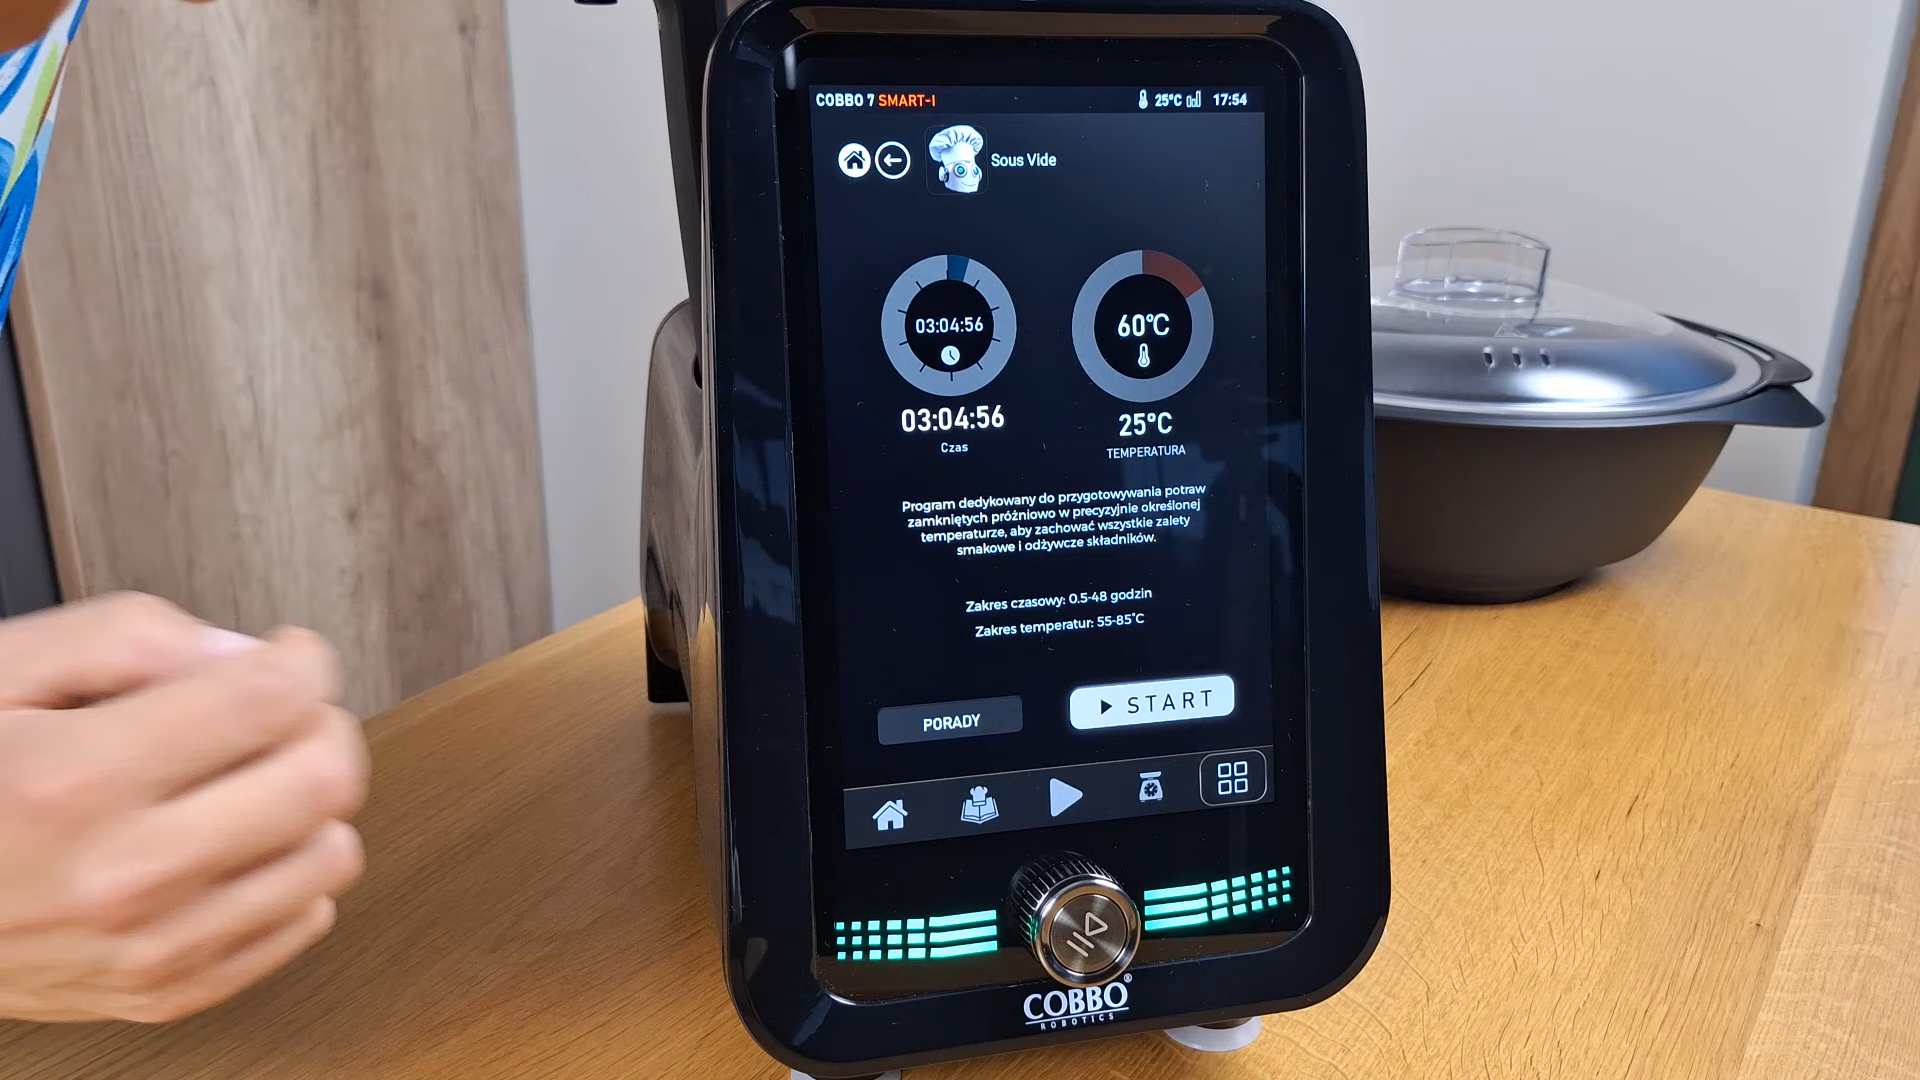 COBBO 7 SMART-I
25°C 17:54
Sous Vide
03:04:56
60°C
03:04:56
25°C
Czas
TEMPERATURA
Program dedykowany do przygotowywania potraw
zamkniętych próżniowo w precyzyjnie określonej
temperaturze, aby zachować wszystkie zalety
smakowe i odżywcze składników.
Zakres czasowy: 0.5-48 godzin
Zakres temperatur: 55-85°C
PORADY
START
COBBO®
ROBOTICS